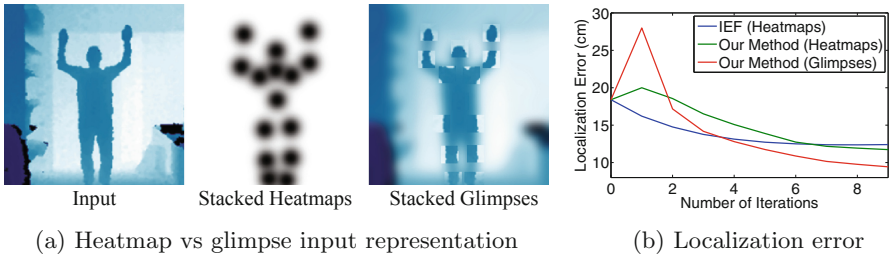 Input
Stacked Heatmaps
Stacked Glimpses
(a) Heatmap vs glimpse input representation
Localization Error (cm)
30
25
20
15
10
0
2
4
6
8
Number of Iterations
IEF (Heatmaps)
Our Method (Heatmaps)
Our Method (Glimpses)
(b) Localization error